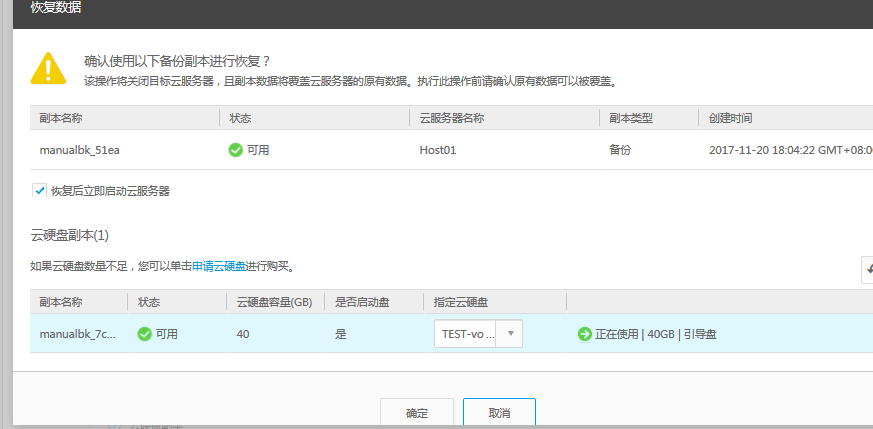 恢复数据
确认使用以下备份副本进行恢复？
该操作将关闭目标云服务器，且副本数据将覆盖云服务器的原有数据。执行此操作前请确认原有数据可以被覆盖。
副本名称 状态 云服务器名称 副本类型 创建时间
manualbk_51ea 可用 Host01 备份 2017-11-20 18:04:22 GMT+08:0
恢复后立即启动云服务器
云硬盘副本(1)
如果云硬盘数量不足，您可以单击申请云硬盘进行购买。
副本名称 状态 云硬盘容量(GB) 是否启动盘 指定云硬盘
manualbk_7c... 可用 40 是 TEST-vo ... 正在使用 | 40GB | 引导盘
确定 取消